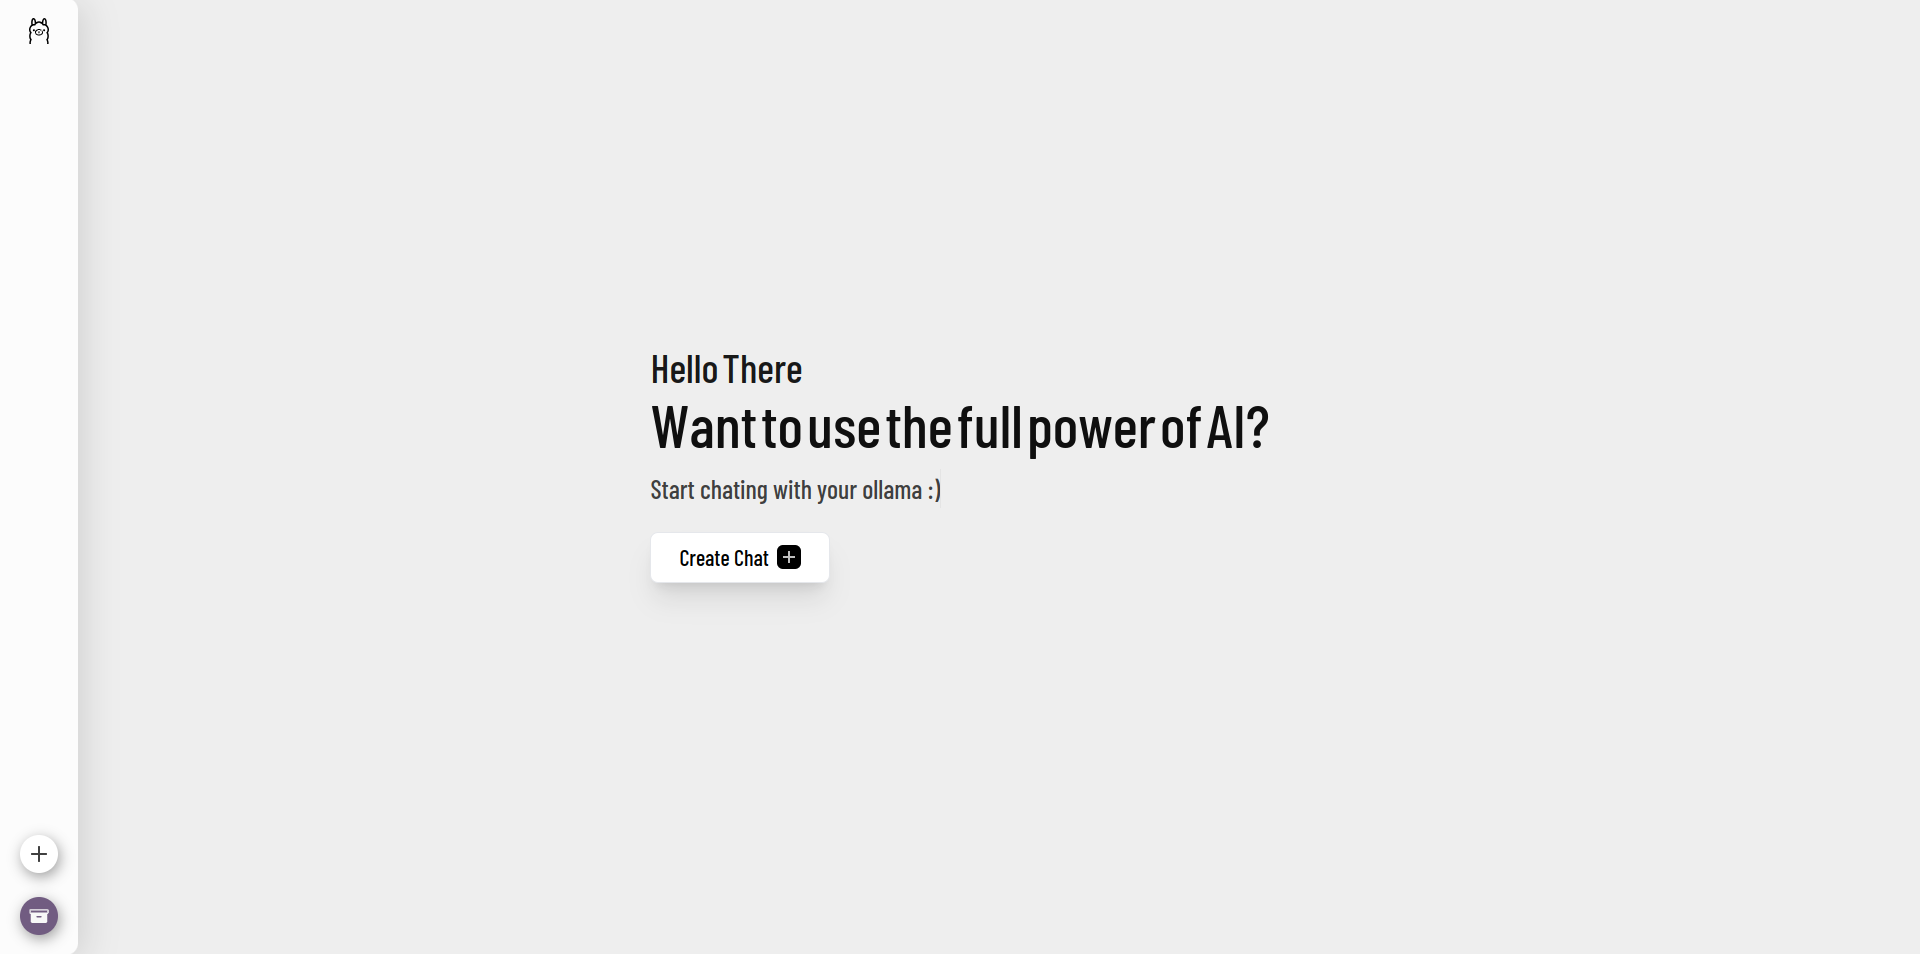 Hello There
Want to use the full power of AI?
Start chating with your ollama :)
Create Chat